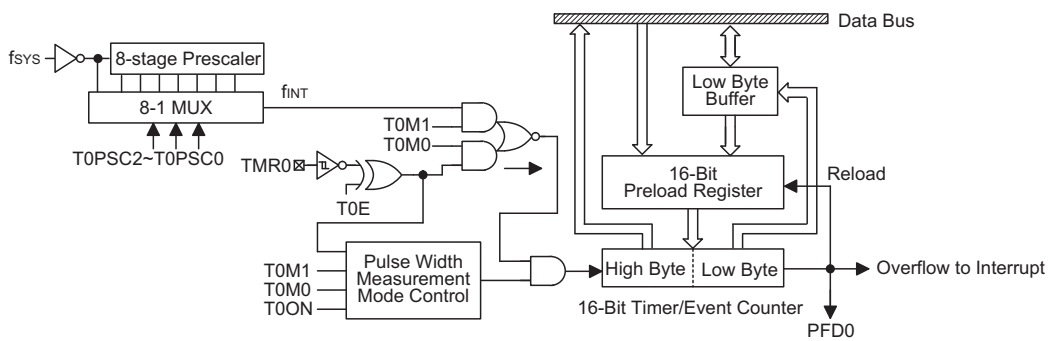 Data Bus
fSYS
8-stage Prescaler
8-1 MUX
fINT
T0PSC2~T0PSC0
T0M1
T0M0
TMR0
T0E
Low Byte
Buffer
16-Bit
Preload Register
Reload
T0M1
T0M0
T0ON
Pulse Width
Measurement
Mode Control
High Byte
Low Byte
Overflow to Interrupt
16-Bit Timer/Event Counter
PFD0